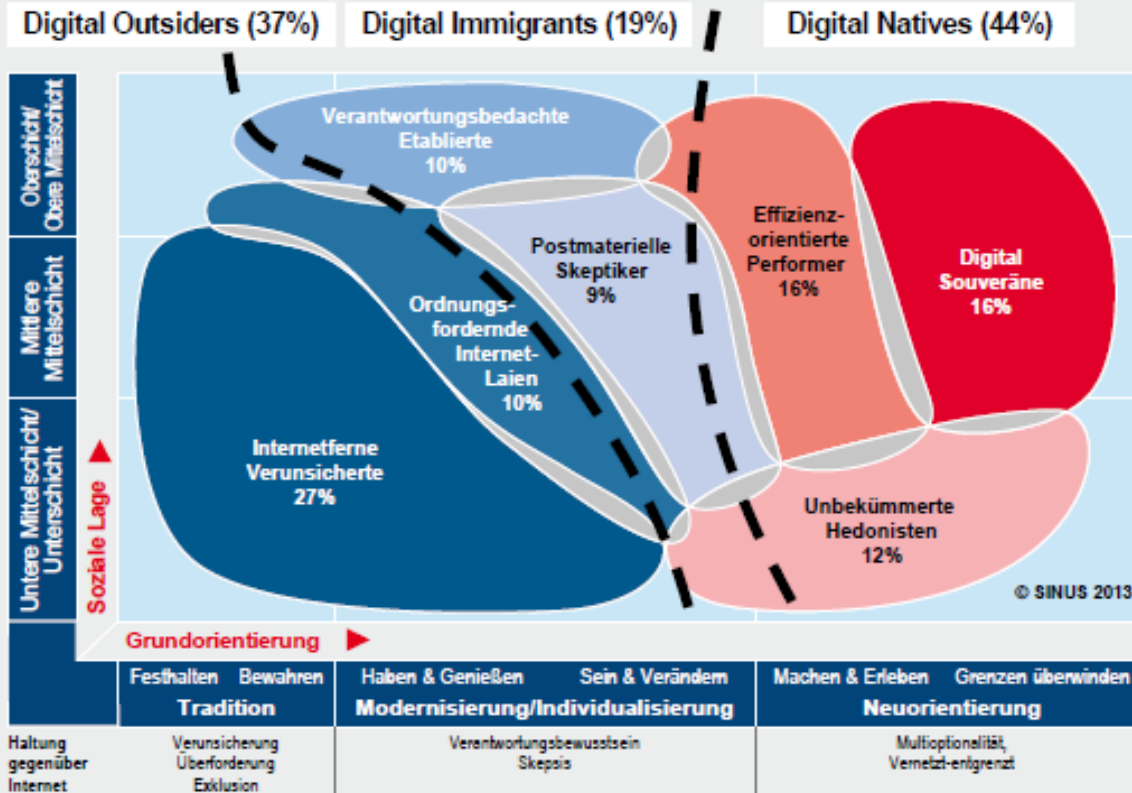 Digital Outsiders (37%)
Digital Immigrants (19%)
Digital Natives (44%)
Oberschicht/
Obere Mittelschicht
Mittlere
Mittelschicht
Untere Mittelschicht/
Unterschicht
Soziale Lage
Verantwortungsbedachte
Etablierte
10%
Postmaterielle
Skeptiker
9%
Effizienz-
orientierte
Performer
16%
Digital
Souveräne
16%
Ordnungs-
fordernde
Internet-
Laien
10%
Internetferne
Verunsicherte
27%
Unbekümmerte
Hedonisten
12%
© SINUS 2013
Grundorientierung
Festhalten Bewahren
Tradition
Haben & Genießen Sein & Verändern
Modernisierung/Individualisierung
Machen & Erleben Grenzen überwinden
Neuorientierung
Haltung
gegenüber
Internet
Verunsicherung
Überforderung
Exklusion
Verantwortungsbewusstsein
Skepsis
Multioptionalität,
Vernetzt-entgrenzt